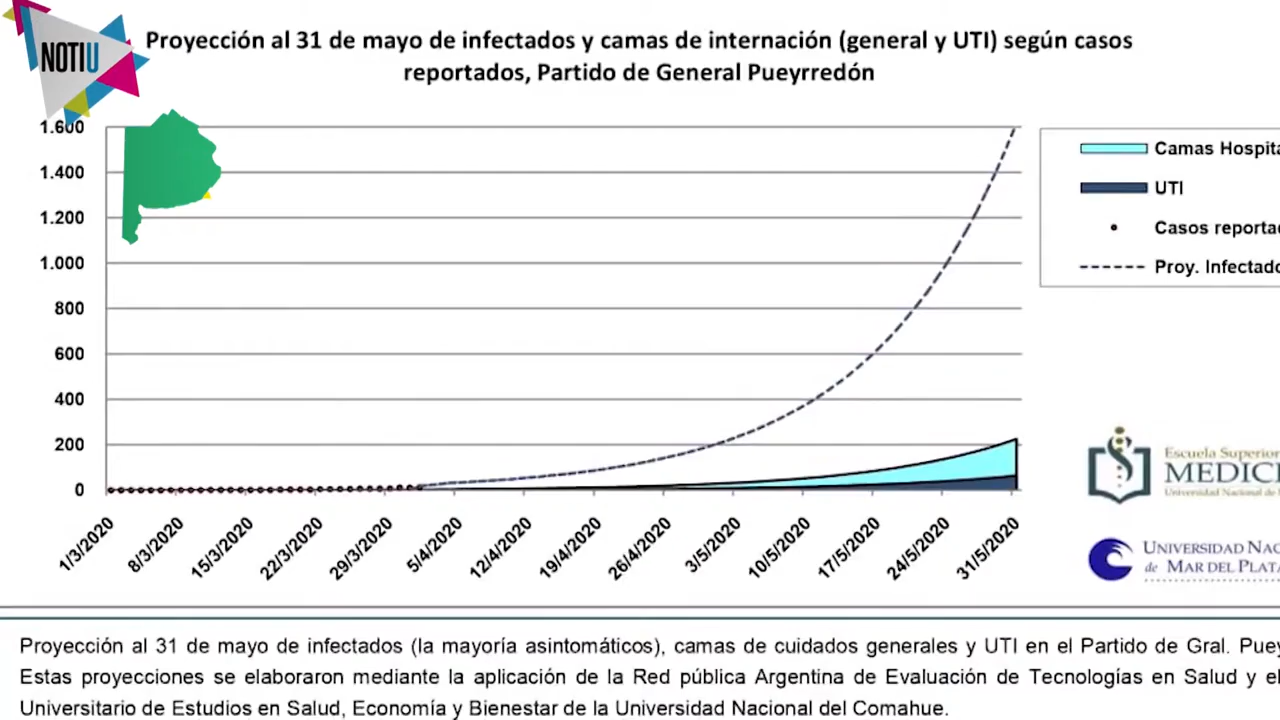 NOTIU
Proyección al 31 de mayo de infectados y camas de internación (general y UTI) según casos
reportados, Partido de General Pueyrredón
1.600
1.400
1.200
1.000
800
600
400
200
0
1/3/2020
8/3/2020
15/3/2020
22/3/2020
29/3/2020
5/4/2020
12/4/2020
19/4/2020
26/4/2020
3/5/2020
10/5/2020
17/5/2020
24/5/2020
31/5/2020
Camas Hospita
UTI
Casos reporta
Proy. Infectado
Escuela Superior
MEDICI
Universidad Nacional de
UNIVERSIDAD NAC
de MAR DEL PLATA
Proyección al 31 de mayo de infectados (la mayoría asintomáticos), camas de cuidados generales y UTI en el Partido de Gral. Puey
Estas proyecciones se elaboraron mediante la aplicación de la Red pública Argentina de Evaluación de Tecnologías en Salud y el
Universitario de Estudios en Salud, Economía y Bienestar de la Universidad Nacional del Comahue.